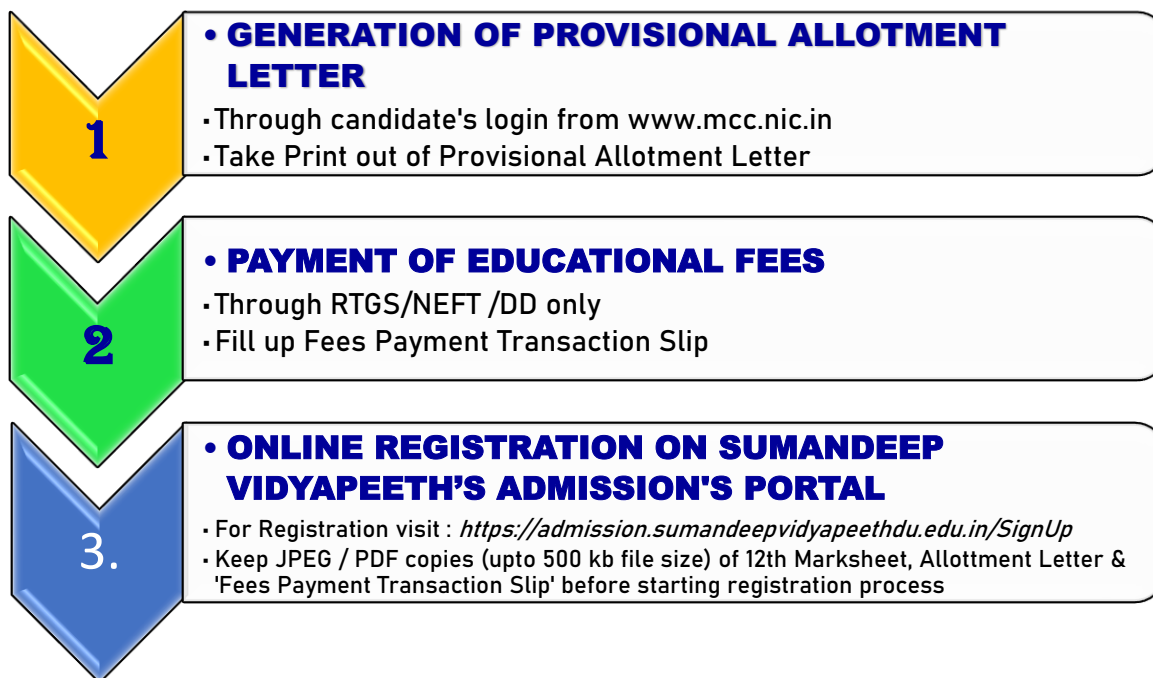 1
• GENERATION OF PROVISIONAL ALLOTMENT
LETTER
▪ Through candidate's login from www.mcc.nic.in
▪ Take Print out of Provisional Allotment Letter
2
• PAYMENT OF EDUCATIONAL FEES
▪ Through RTGS/NEFT /DD only
▪ Fill up Fees Payment Transaction Slip
3.
• ONLINE REGISTRATION ON SUMANDEEP
VIDYAPEETH’S ADMISSION'S PORTAL
▪ For Registration visit : https://admission.sumandeepvidyapeethdu.edu.in/SignUp
▪ Keep JPEG / PDF copies (upto 500 kb file size) of 12th Marksheet, Allottment Letter &
'Fees Payment Transaction Slip' before starting registration process